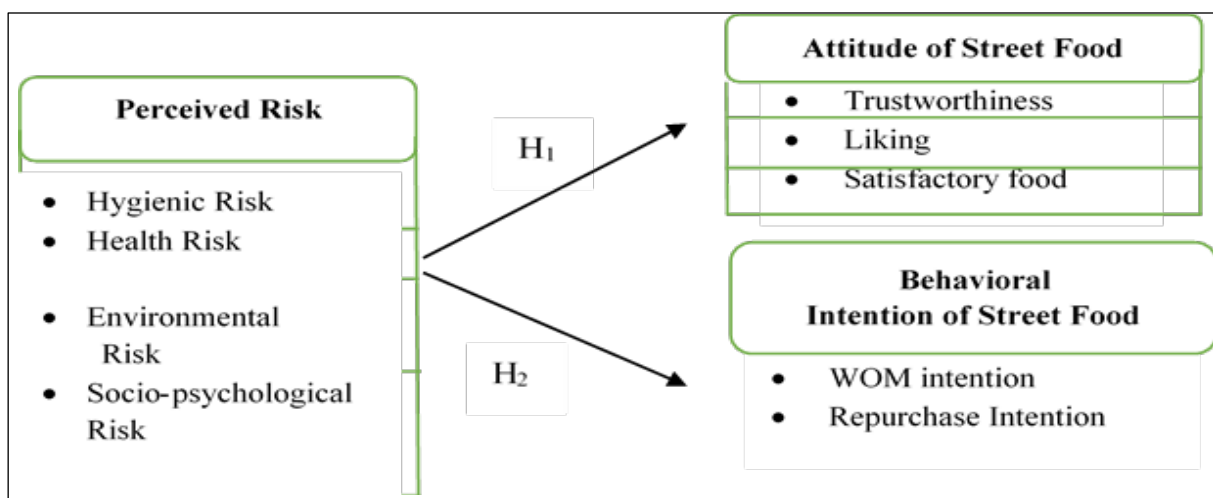 Perceived Risk
• Hygienic Risk
• Health Risk
• Environmental
Risk
• Socio-psychological
Risk
H₁
H₂
Attitude of Street Food
• Trustworthiness
• Liking
• Satisfactory food
Behavioral
Intention of Street Food
• WOM intention
• Repurchase Intention